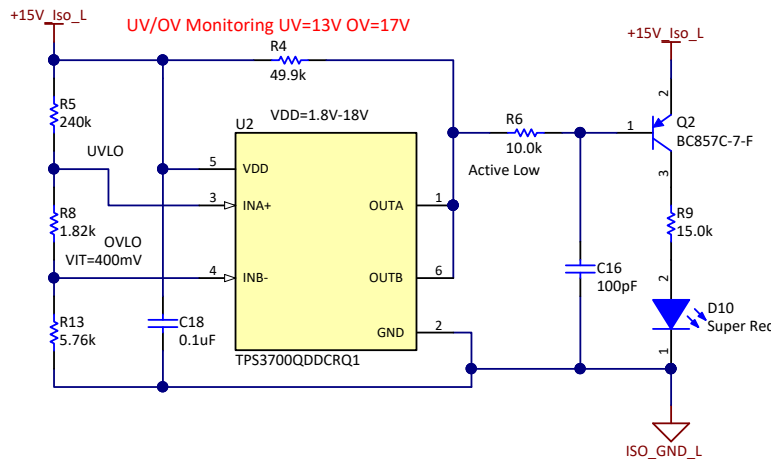 +15V_Iso_L
UV/OV Monitoring UV=13V OV=17V
+15V_Iso_L
R4
49.9k
R5
240k
U2
VDD=1.8V-18V
R6
10.0k
2
1
Q2
BC857C-7-F
3
UVLO
5
VDD
Active Low
3
INA+
OUTA
1
R8
1.82k
R9
15.0k
OVLO
VIT=400mV
4
INB-
OUTB
6
C16
100pF
2
R13
5.76k
C18
0.1uF
GND
2
D10
Super Red
1
TPS3700QDDCRQ1
ISO_GND_L